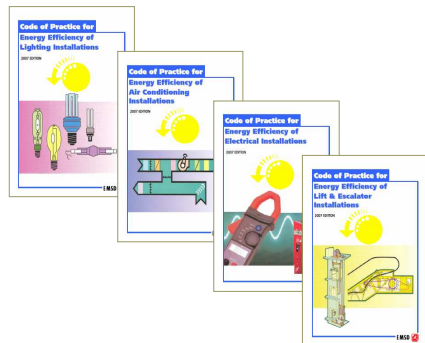 Code of Practice for
Energy Efficiency of
Lighting Installations
2007 EDITION
EMSD
Code of Practice for
Energy Efficiency of
Air Conditioning
Installations
2007 EDITION
Code of Practice for
Energy Efficiency of
Electrical Installations
2007 EDITION
Code of Practice for
Energy Efficiency of
Lift & Escalator
Installations
2007 EDITION
EMSD